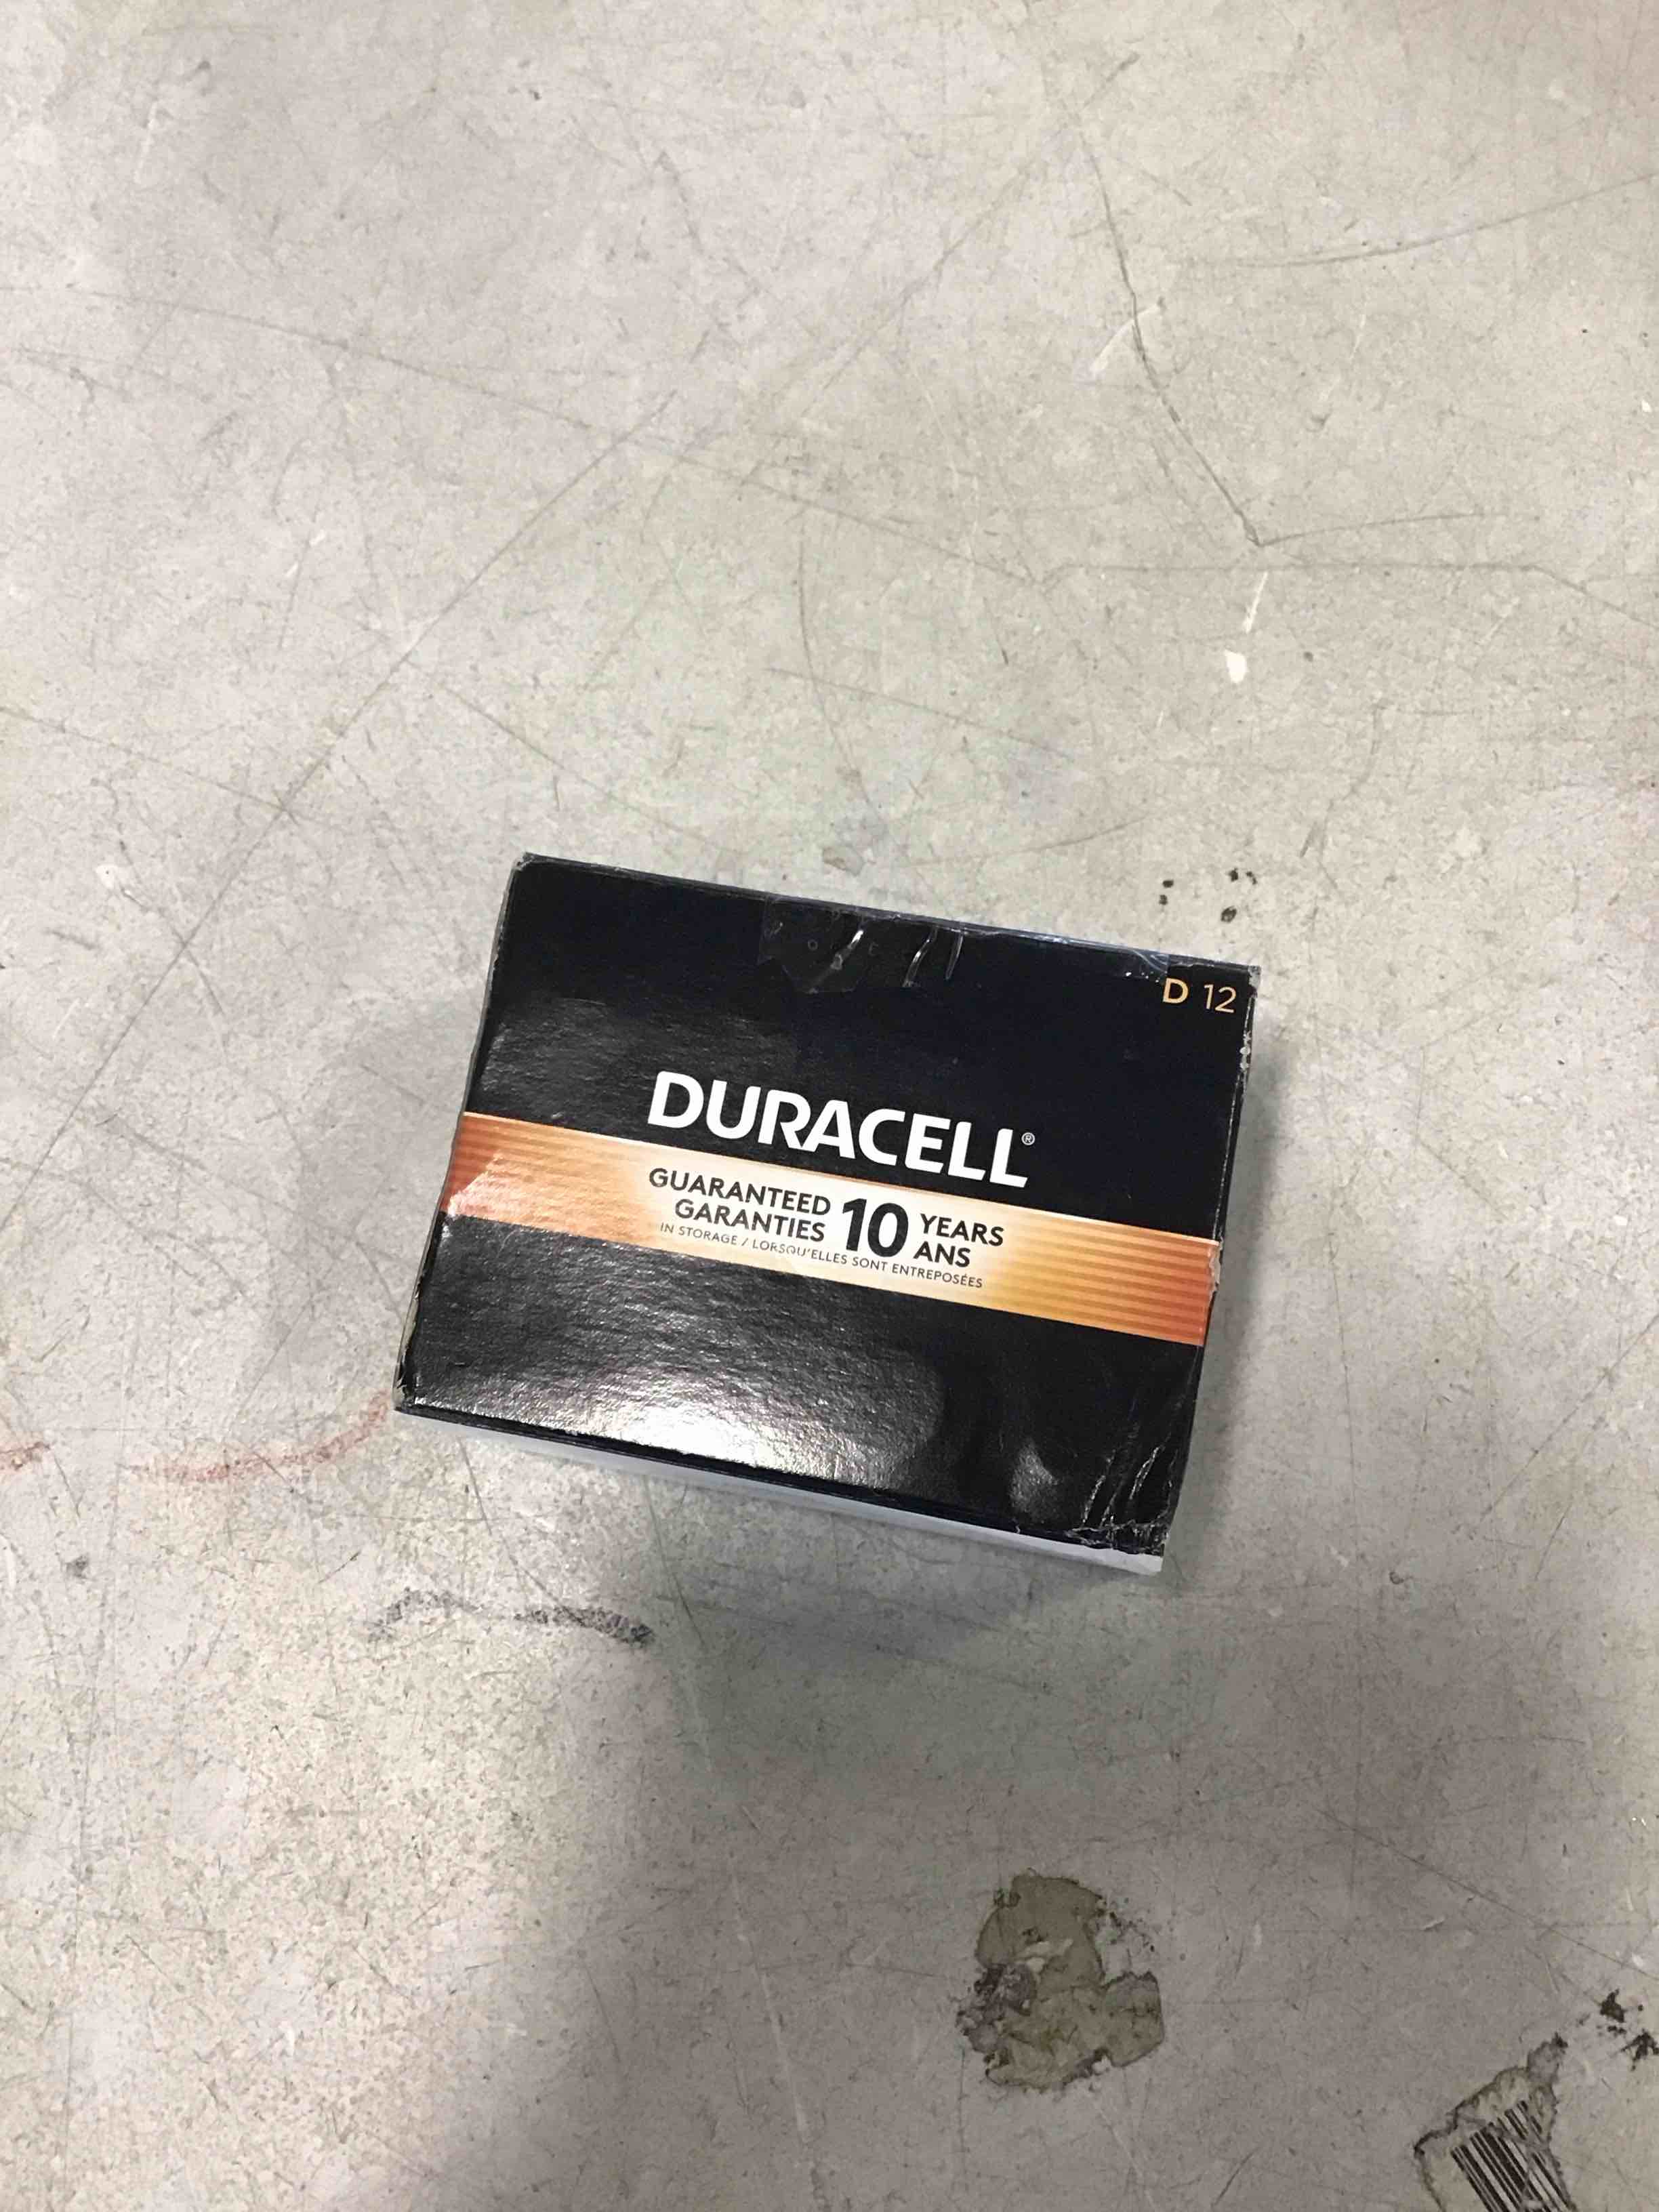 D 12
DURACELL®
GUARANTEED
GARANTIES
10
YEARS
ANS
IN STORAGE / LORSQU'ELLES SONT ENTREPOSÉES